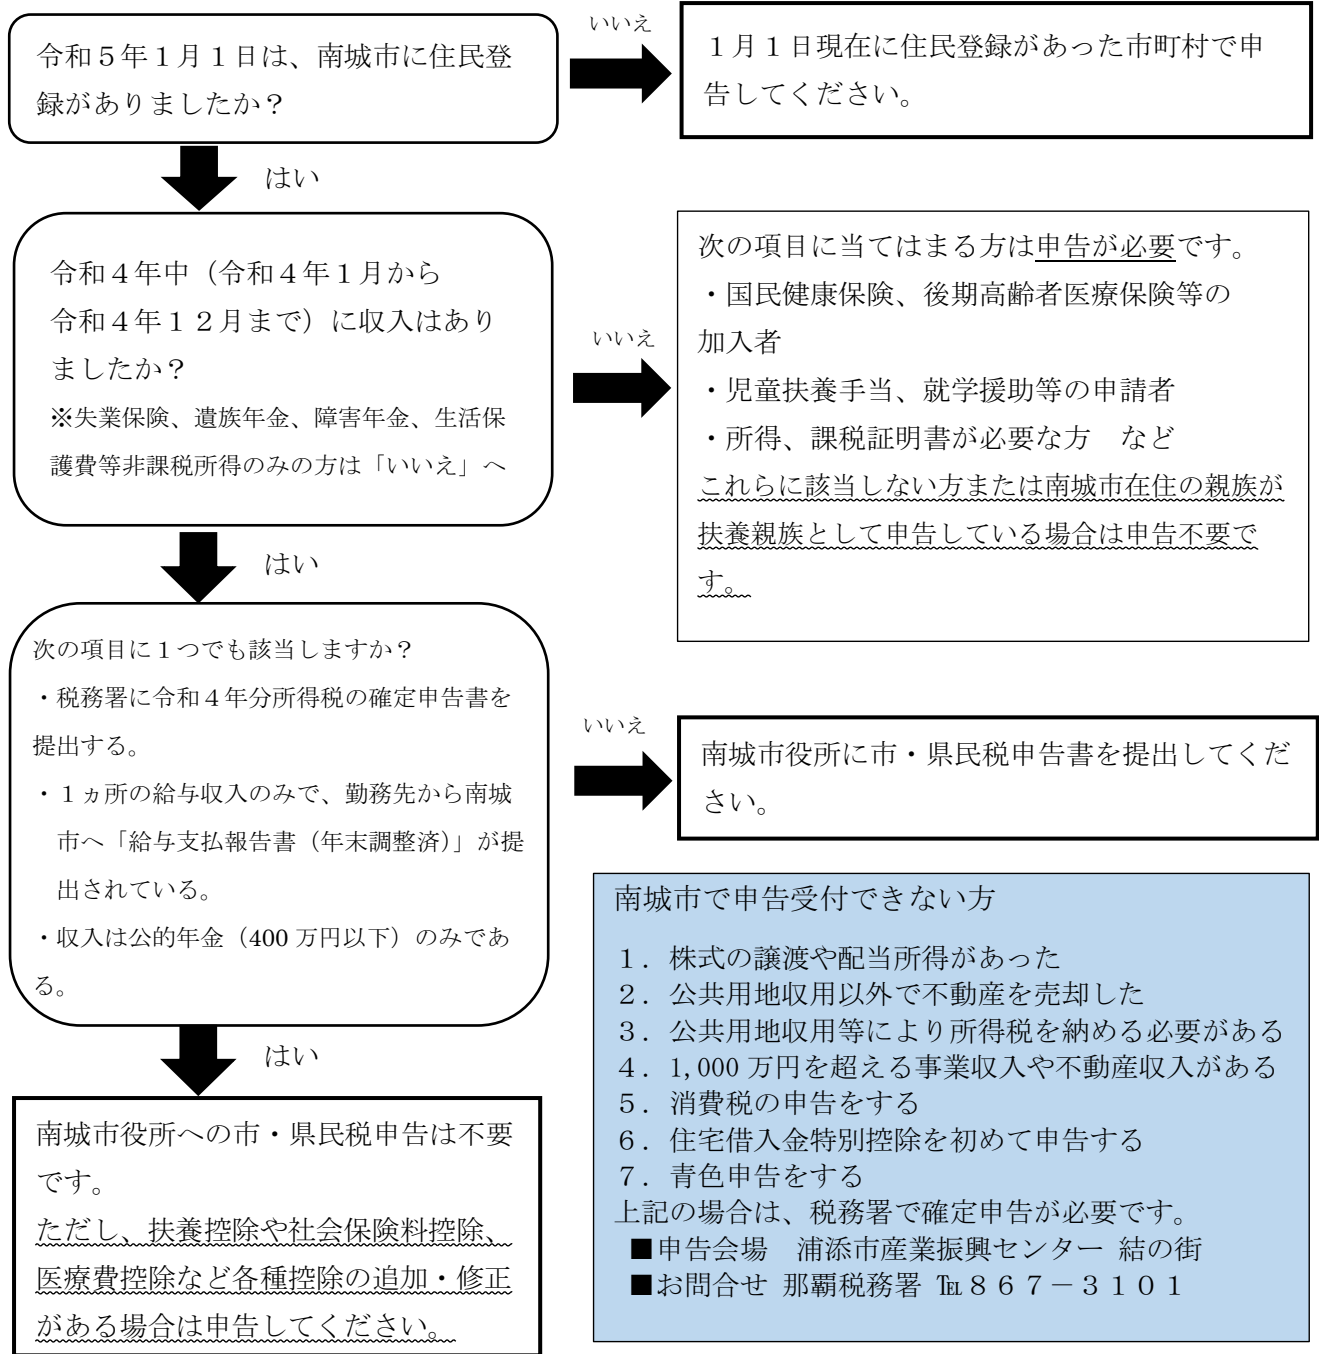 令和５年１月１日は、南城市に住民登
録がありましたか？
いいえ
１月１日現在に住民登録があった市町村で申
告してください。
はい
令和４年中（令和４年１月から
令和４年１２月まで）に収入はあり
ましたか？
※失業保険、遺族年金、障害年金、生活保
護費等非課税所得のみの方は「いいえ」へ
いいえ
次の項目に当てはまる方は申告が必要です。
・国民健康保険、後期高齢者医療保険等の
加入者
・児童扶養手当、就学援助等の申請者
・所得、課税証明書が必要な方　など
これらに該当しない方または南城市在住の親族が
扶養親族として申告している場合は申告不要で
す。
はい
次の項目に１つでも該当しますか？
・税務署に令和４年分所得税の確定申告書を
提出する。
・１ヵ所の給与収入のみで、勤務先から南城
市へ「給与支払報告書（年末調整済）」が提
出されている。
・収入は公的年金（400 万円以下）のみであ
る。
いいえ
南城市役所に市・県民税申告書を提出してくだ
さい。
はい
南城市役所への市・県民税申告は不要
です。
ただし、扶養控除や社会保険料控除、
医療費控除など各種控除の追加・修正
がある場合は申告してください。
南城市で申告受付できない方
１．株式の譲渡や配当所得があった
２．公共用地収用以外で不動産を売却した
３．公共用地収用等により所得税を納める必要がある
４．1,000 万円を超える事業収入や不動産収入がある
５．消費税の申告をする
６．住宅借入金特別控除を初めて申告する
７．青色申告をする
上記の場合は、税務署で確定申告が必要です。
■申告会場　浦添市産業振興センター 結の街
■お問合せ 那覇税務署 ℡８６７－３１０１